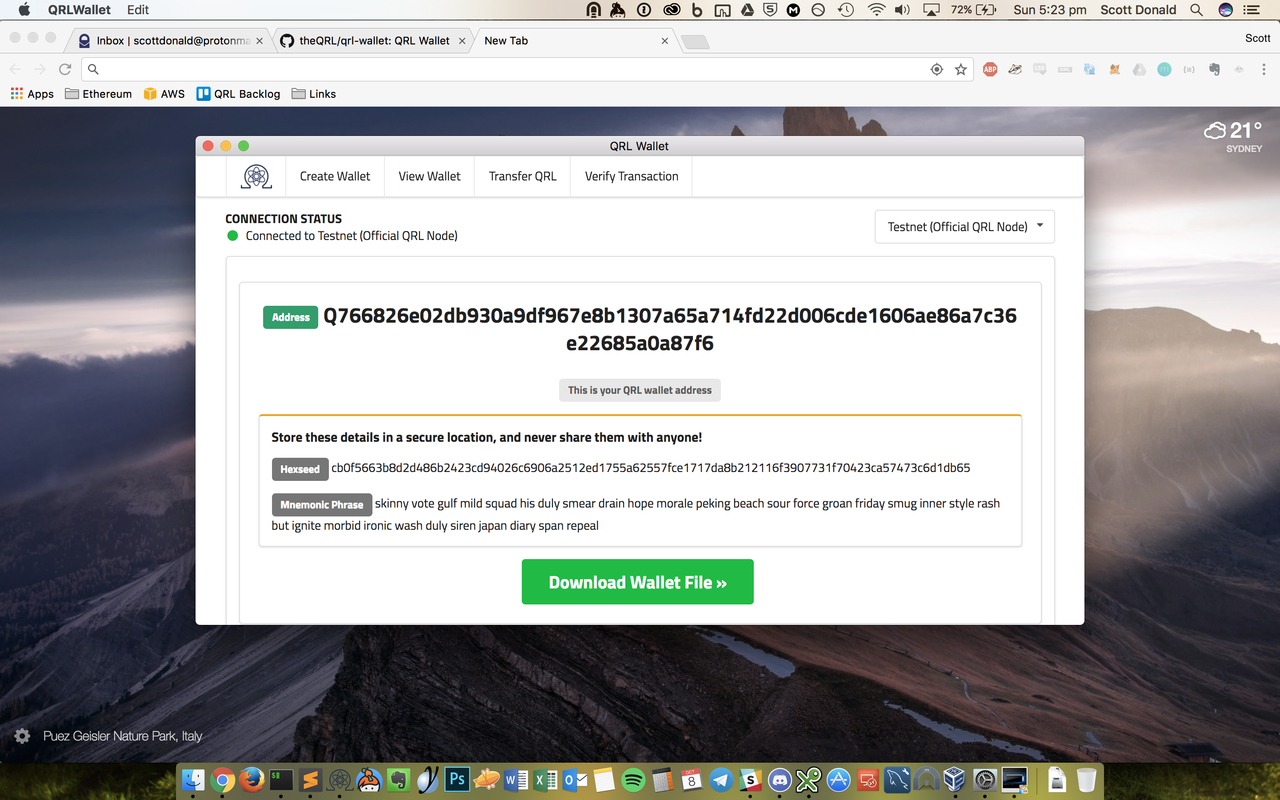 QRLWallet Edit 72% Sun 5:23 pm Scott Donald
Inbox | scottdonald@protonma
theQRL/qrl-wallet: QRL Wallet
New Tab
Scott
Apps Ethereum AWS QRL Backlog Links
21°
SYDNEY
QRL Wallet
Create Wallet View Wallet Transfer QRL Verify Transaction
CONNECTION STATUS
Connected to Testnet (Official QRL Node)
Testnet (Official QRL Node)
Address Q766826e02db930a9df967e8b1307a65a714fd22d006cde1606ae86a7c36
e22685a0a87f6
This is your QRL wallet address
Store these details in a secure location, and never share them with anyone!
Hexseed cb0f5663b8d2d486b2423cd94026c6906a2512ed1755a62557fce1717da8b212116f3907731f70423ca57473c6d1db65
Mnemonic Phrase skinny vote gulf mild squad his duly smear drain hope morale peking beach sour force groan friday smug inner style rash
but ignite morbid ironic wash duly siren japan diary span repeal
Download Wallet File »
Puez Geisler Nature Park, Italy